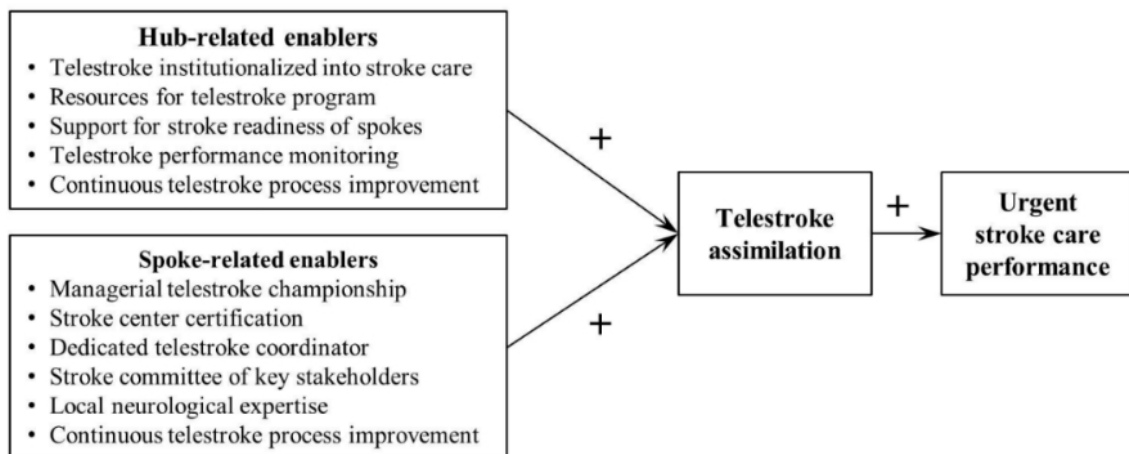 Hub-related enablers
• Telestroke institutionalized into stroke care
• Resources for telestroke program
• Support for stroke readiness of spokes
• Telestroke performance monitoring
• Continuous telestroke process improvement
Spoke-related enablers
• Managerial telestroke championship
• Stroke center certification
• Dedicated telestroke coordinator
• Stroke committee of key stakeholders
• Local neurological expertise
• Continuous telestroke process improvement
+
+
Telestroke
assimilation
+
Urgent
stroke care
performance